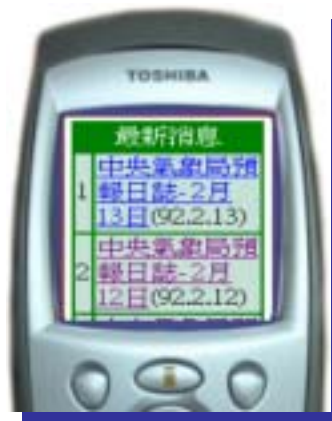 TOSHIBA
最新消息
1 中央氣象局預
報日誌-2月
13日(92.2.13)
2 中央氣象局預
報日誌-2月
12日(92.2.12)